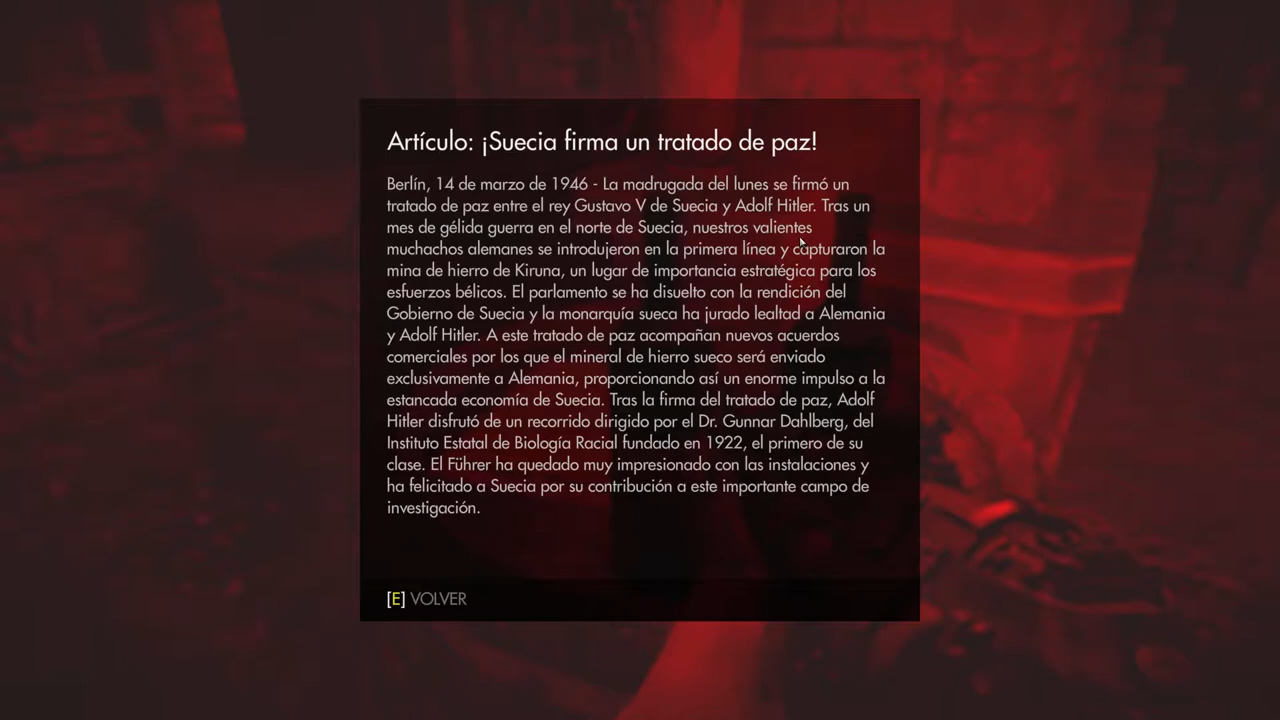 Artículo: ¡Suecia firma un tratado de paz!
Berlín, 14 de marzo de 1946 - La madrugada del lunes se firmó un
tratado de paz entre el rey Gustavo V de Suecia y Adolf Hitler. Tras un
mes de gélida guerra en el norte de Suecia, nuestros valientes
muchachos alemanes se introdujeron en la primera línea y capturaron la
mina de hierro de Kiruna, un lugar de importancia estratégica para los
esfuerzos bélicos. El parlamento se ha disuelto con la rendición del
Gobierno de Suecia y la monarquía sueca ha jurado lealtad a Alemania
y Adolf Hitler. A este tratado de paz acompañan nuevos acuerdos
comerciales por los que el mineral de hierro sueco será enviado
exclusivamente a Alemania, proporcionando así un enorme impulso a la
estancada economía de Suecia. Tras la firma del tratado de paz, Adolf
Hitler disfrutó de un recorrido dirigido por el Dr. Gunnar Dahlberg, del
Instituto Estatal de Biología Racial fundado en 1922, el primero de su
clase. El Führer ha quedado muy impresionado con las instalaciones y
ha felicitado a Suecia por su contribución a este importante campo de
investigación.
[E] VOLVER